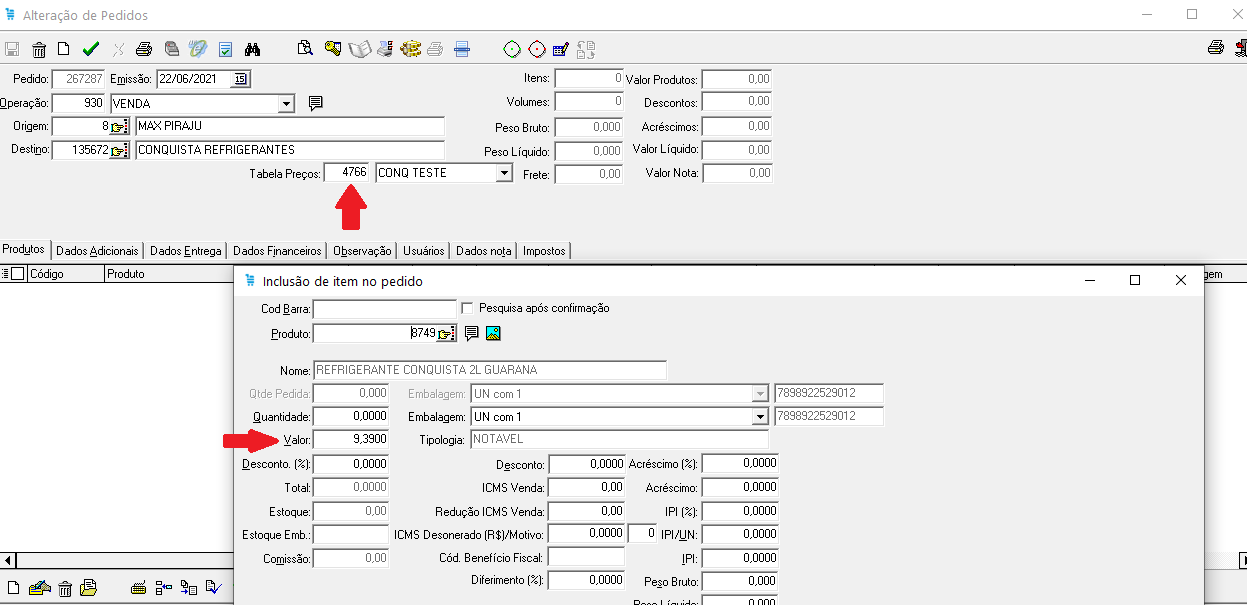 Alteração de Pedidos
Pedido: 267287 Emissão: 22/06/2021 15 Itens: 0 Valor Produtos: 0,00
Operação: 930 VENDA Volumes: 0 Descontos: 0,00
Origem: 8 MAX PIRAJU Peso Bruto: 0,000 Acréscimos: 0,00
Destino: 135672 CONQUISTA REFRIGERANTES Peso Líquido: 0,000 Valor Líquido: 0,00
Tabela Preços: 4766 CONQ TESTE Frete: 0,00 Valor Nota: 0,00
Produtos Dados Adicionais Dados Entrega Dados Financeiros Observação Usuários Dados nota Impostos
Código Produto gem
Inclusão de item no pedido
Cod Barra: Pesquisa após confirmação
Produto: 8749
Nome: REFRIGERANTE CONQUISTA 2L GUARANA
Qtde Pedida: 0,000 Embalagem: UN com 1 7898922529012
Quantidade: 0,0000 Embalagem: UN com 1 7898922529012
Valor: 9,3900 Tipologia: NOTAVEL
Desconto. (%): 0,0000 Desconto: 0,0000 Acréscimo (%): 0,0000
Total: 0,0000 ICMS Venda: 0,00 Acréscimo: 0,0000
Estoque: 0,00 Redução ICMS Venda: 0,00 IPI (%): 0,0000
Estoque Emb.: ICMS Desonerado (R$)/Motivo: 0,0000 0 IPI/UN: 0,0000
Comissão: 0,00 Cód. Benefício Fiscal: IPI: 0,0000
Diferimento (%): 0,0000 Peso Bruto: 0,000
Peso Líquido: 0,000